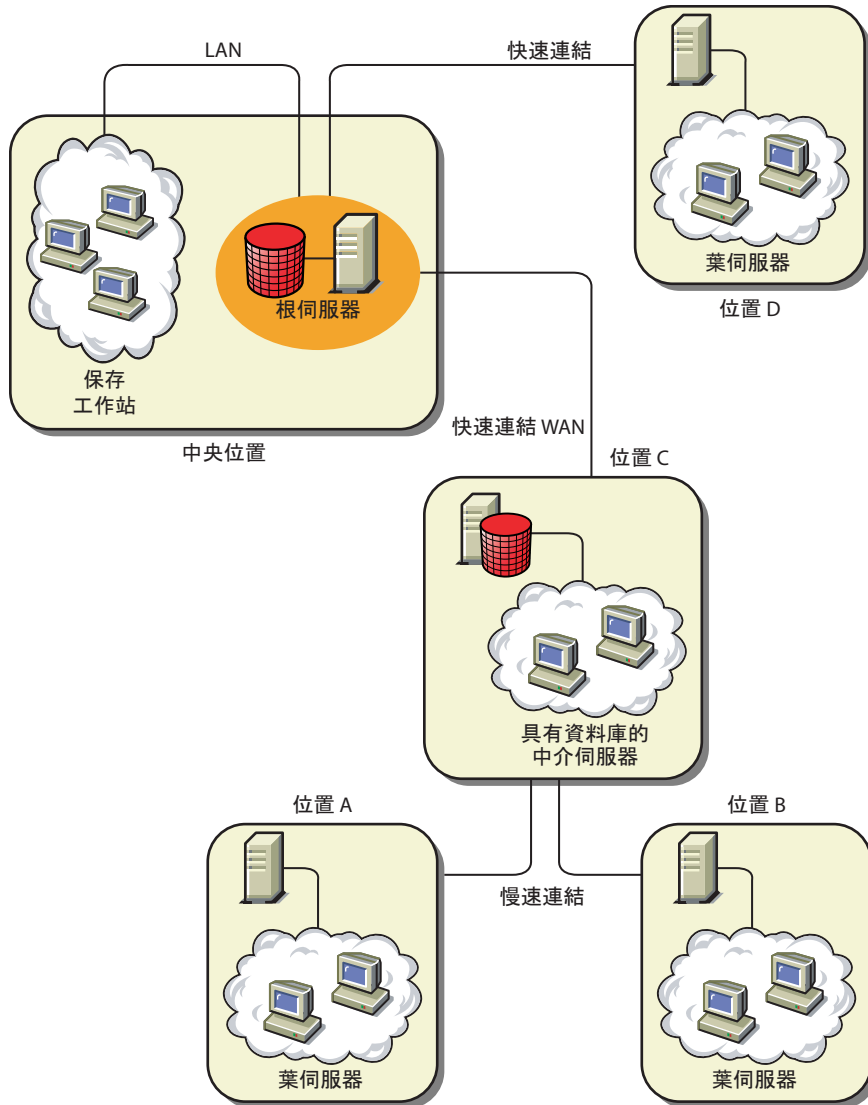 LAN
快速連結
根伺服器
保存
工作站
中央位置
葉伺服器
位置 D
快速連結 WAN
位置 C
具有資料庫的
中介伺服器
位置 A
位置 B
慢速連結
葉伺服器
葉伺服器